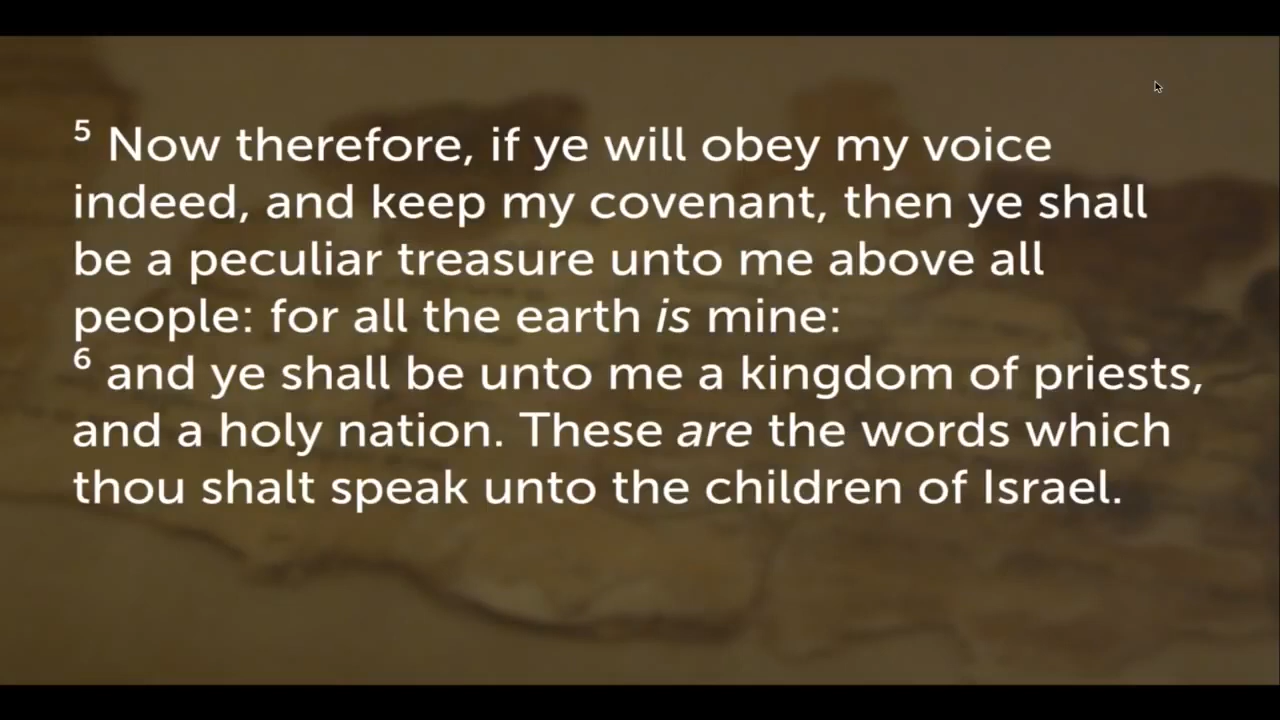 5 Now therefore, if ye will obey my voice
indeed, and keep my covenant, then ye shall
be a peculiar treasure unto me above all
people: for all the earth is mine:
6 and ye shall be unto me a kingdom of priests,
and a holy nation. These are the words which
thou shalt speak unto the children of Israel.